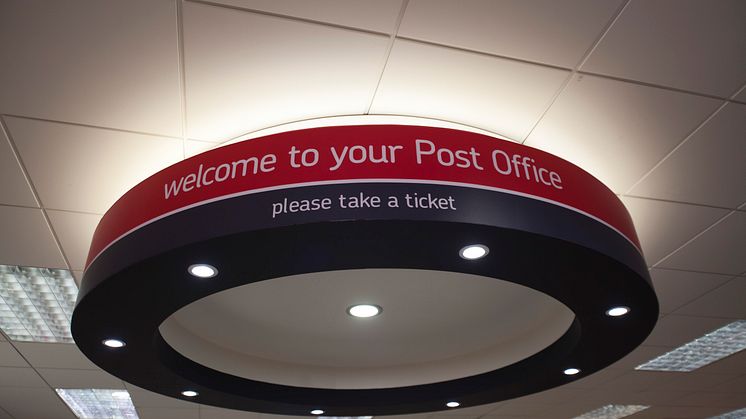 welcome to your Post Office
please take a ticket